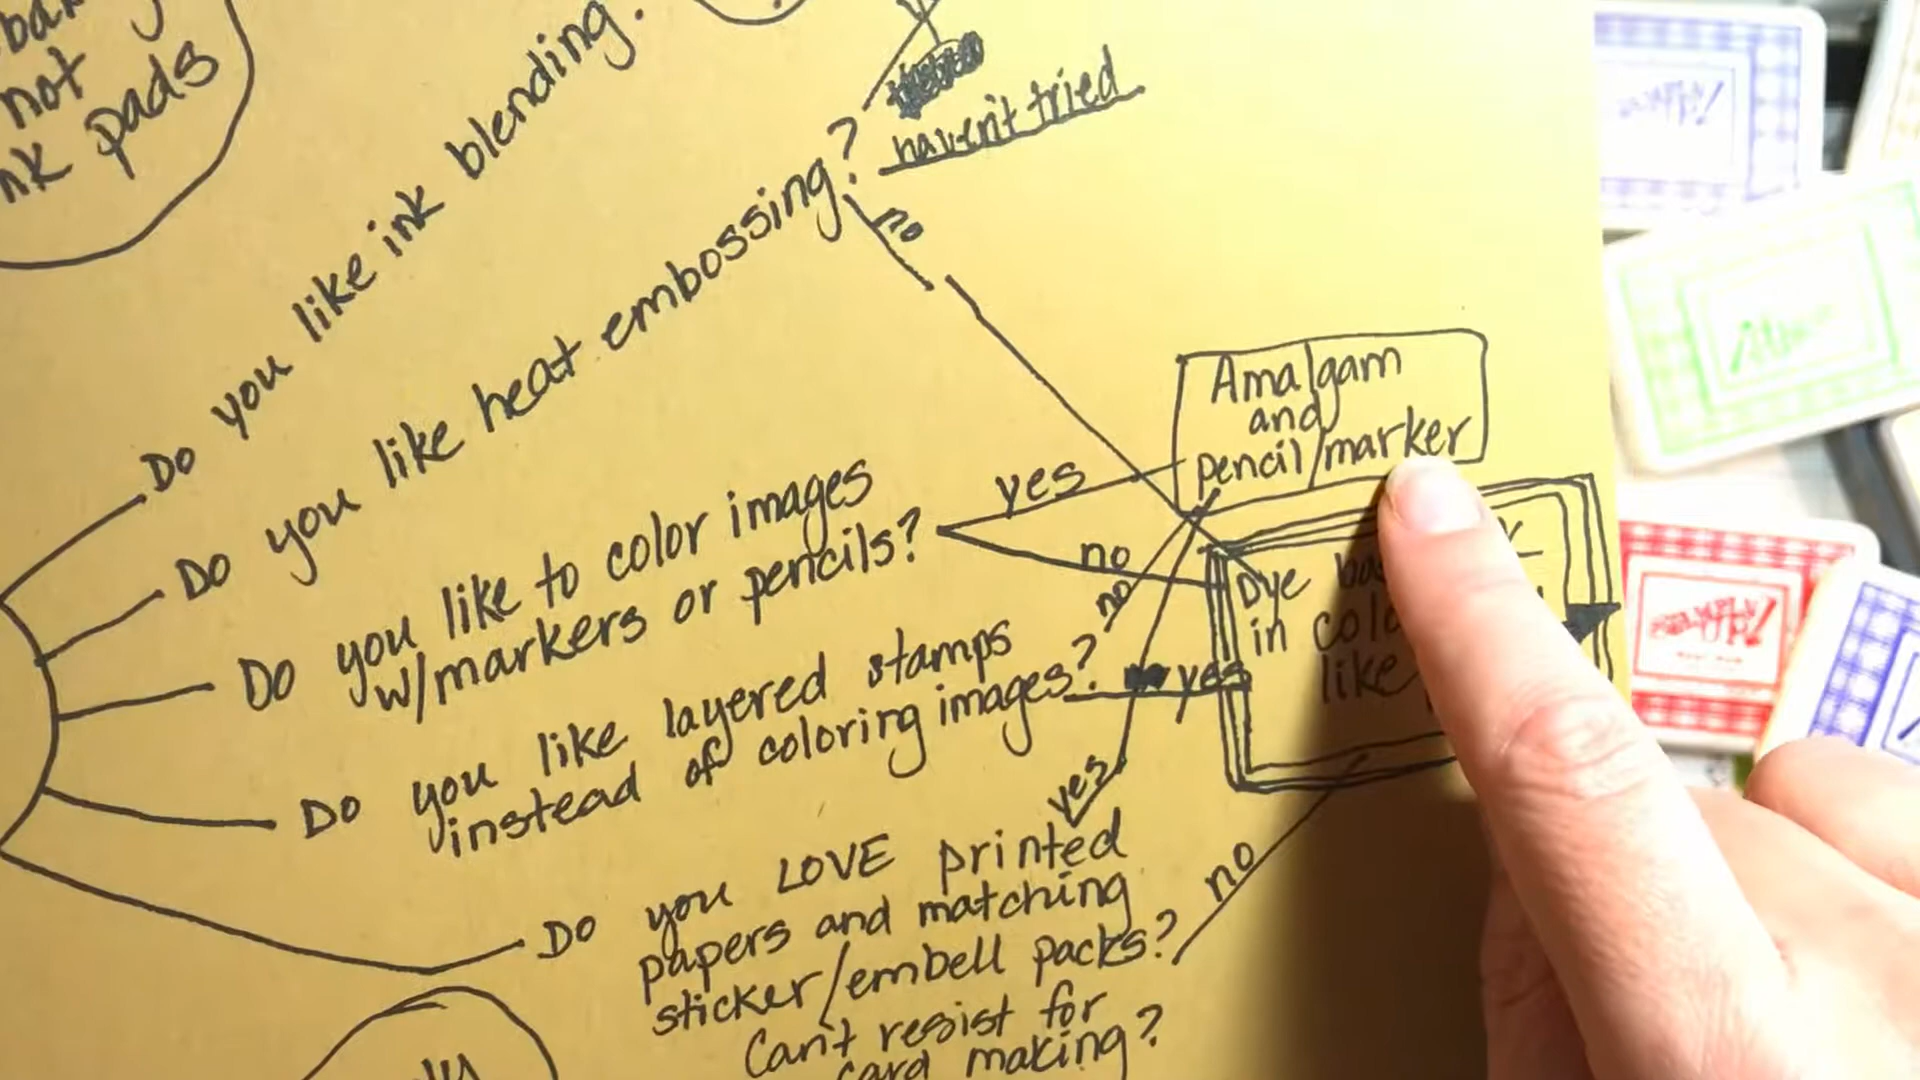 not
pads
Do you like ink blending.
Do you like heat embossing?
haven't tried
no
Do you like to color images
w/markers or pencils?
yes
no
Amalgam
and
pencil/marker
Do you like layered stamps
instead of coloring images?
no
yes
Dye
in
like
Do you LOVE printed
papers and matching
sticker/embell packs?
Can't resist for
card making?
yes
no